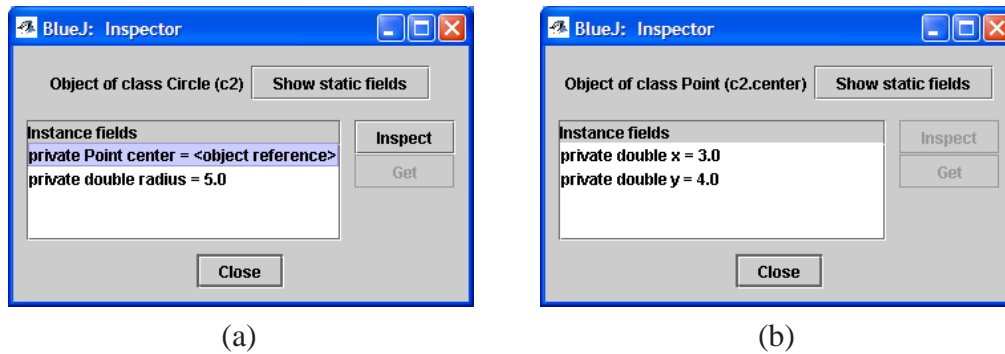 BlueJ: Inspector
Object of class Circle (c2) Show static fields
Instance fields
private Point center = <object reference>
private double radius = 5.0
Inspect
Get
Close
(a)
BlueJ: Inspector
Object of class Point (c2.center) Show static fields
Instance fields
private double x = 3.0
private double y = 4.0
Inspect
Get
Close
(b)